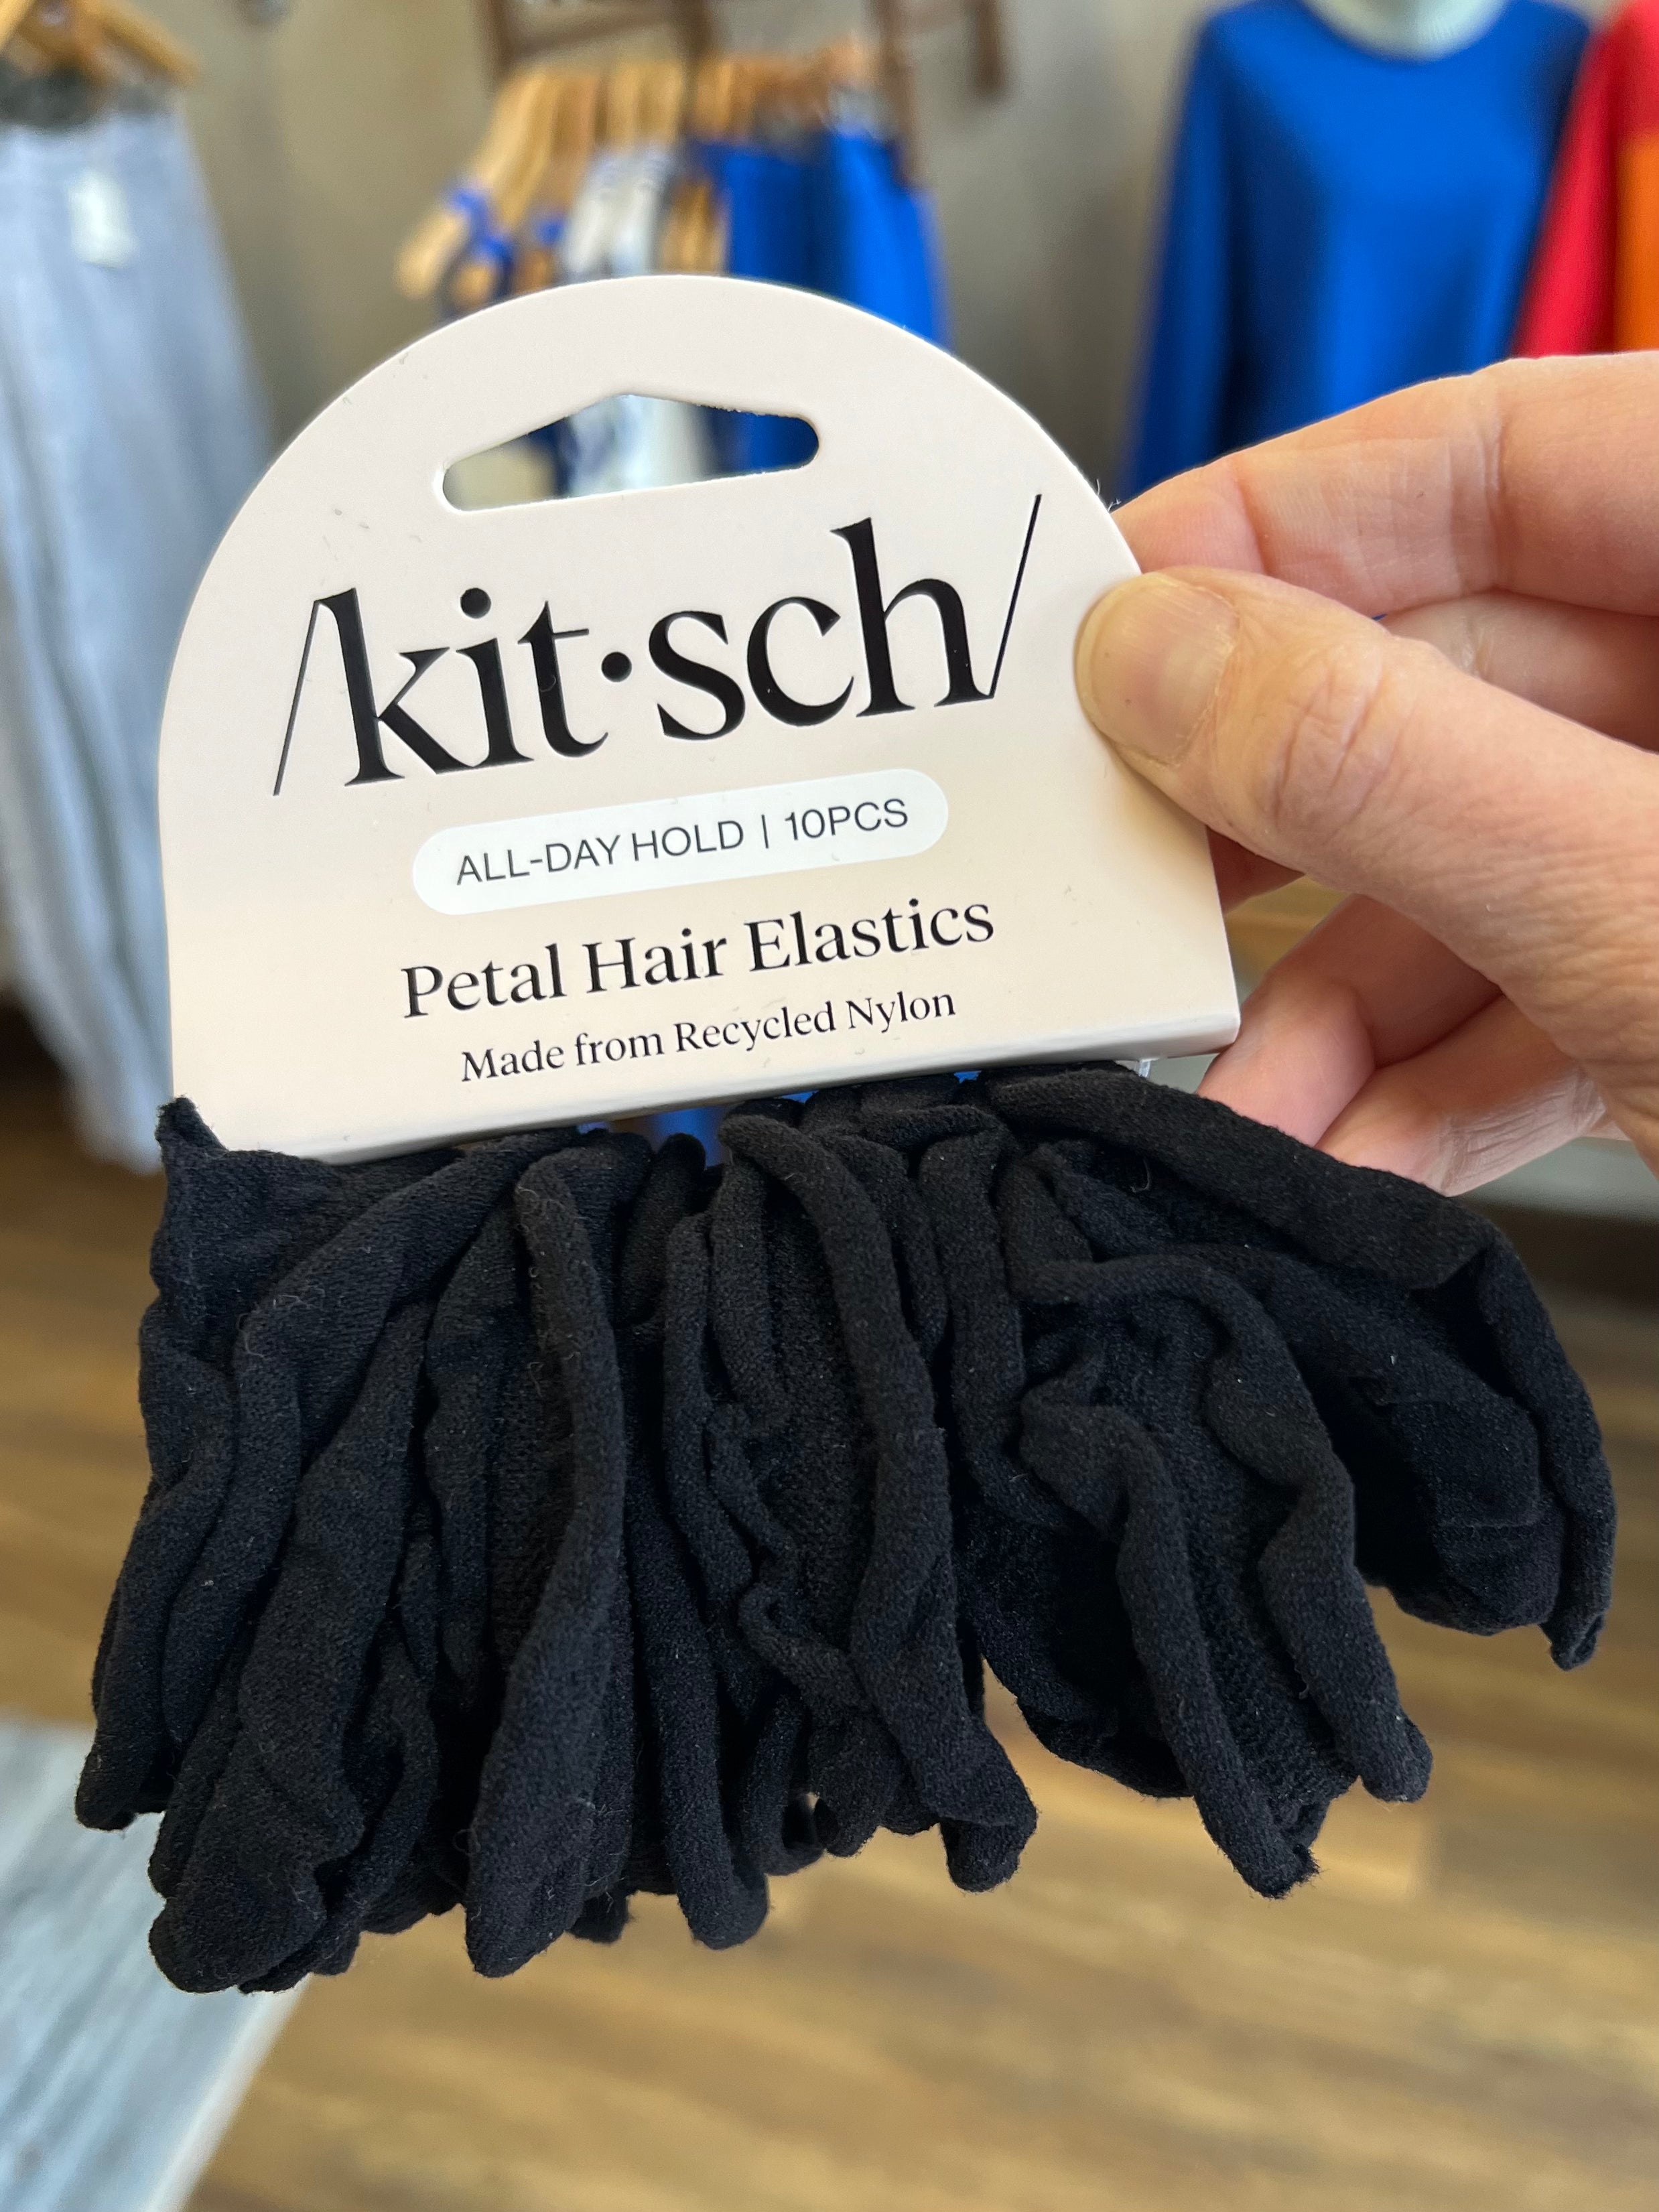 /kit·sch/
ALL-DAY HOLD | 10PCS
Petal Hair Elastics
Made from Recycled Nylon